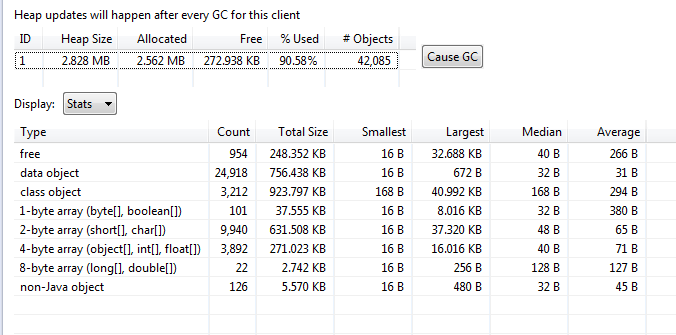 Heap updates will happen after every GC for this client
ID Heap Size Allocated Free % Used # Objects
1 2.828 MB 2.562 MB 272.938 KB 90.58% 42,085
Cause GC
Display: Stats
Type Count Total Size Smallest Largest Median Average
free 954 248.352 KB 16 B 32.688 KB 40 B 266 B
data object 24,918 756.438 KB 16 B 672 B 32 B 31 B
class object 3,212 923.797 KB 168 B 40.992 KB 168 B 294 B
1-byte array (byte[], boolean[]) 101 37.555 KB 16 B 8.016 KB 32 B 380 B
2-byte array (short[], char[]) 9,940 631.508 KB 16 B 37.320 KB 48 B 65 B
4-byte array (object[], int[], float[]) 3,892 271.023 KB 16 B 16.016 KB 40 B 71 B
8-byte array (long[], double[]) 22 2.742 KB 16 B 256 B 128 B 127 B
non-Java object 126 5.570 KB 16 B 480 B 32 B 45 B